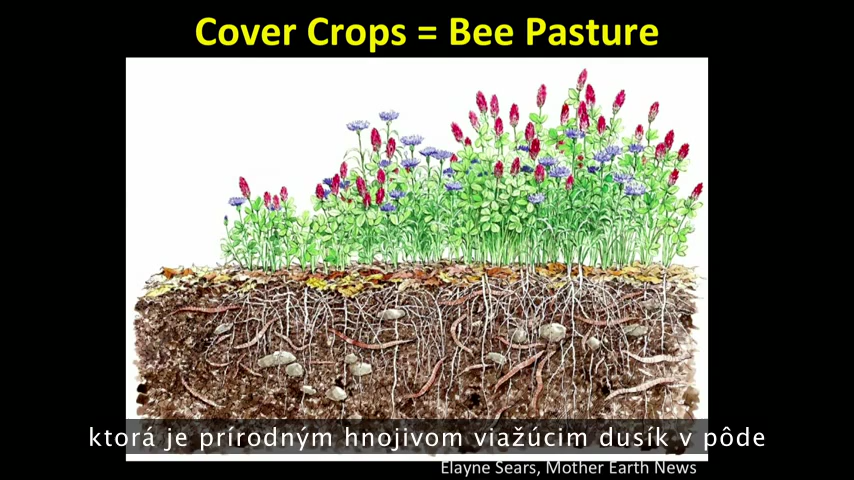 Cover Crops = Bee Pasture
ktorá je prírodným hnojivom viažúcim dusík v pôde
Elayne Sears, Mother Earth News